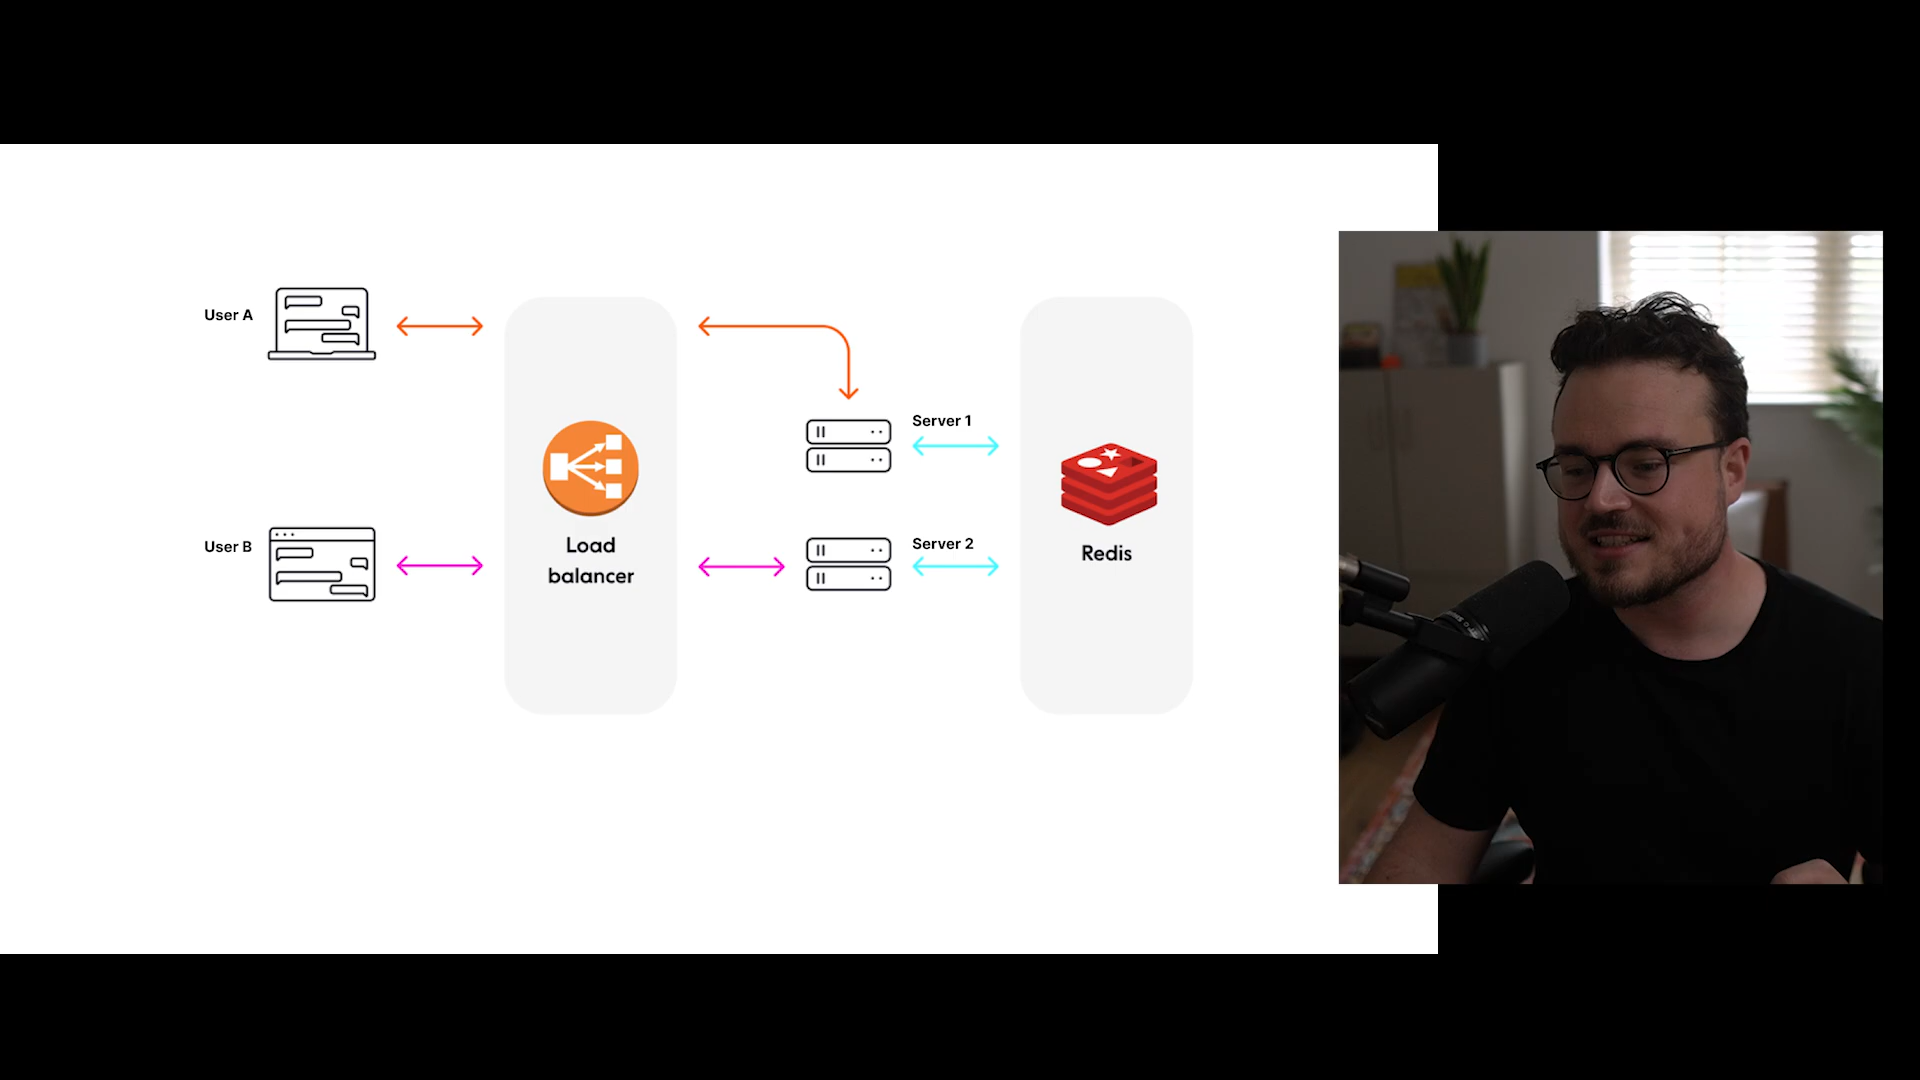 User A
Server 1
Server 2
User B
Load
balancer
Redis